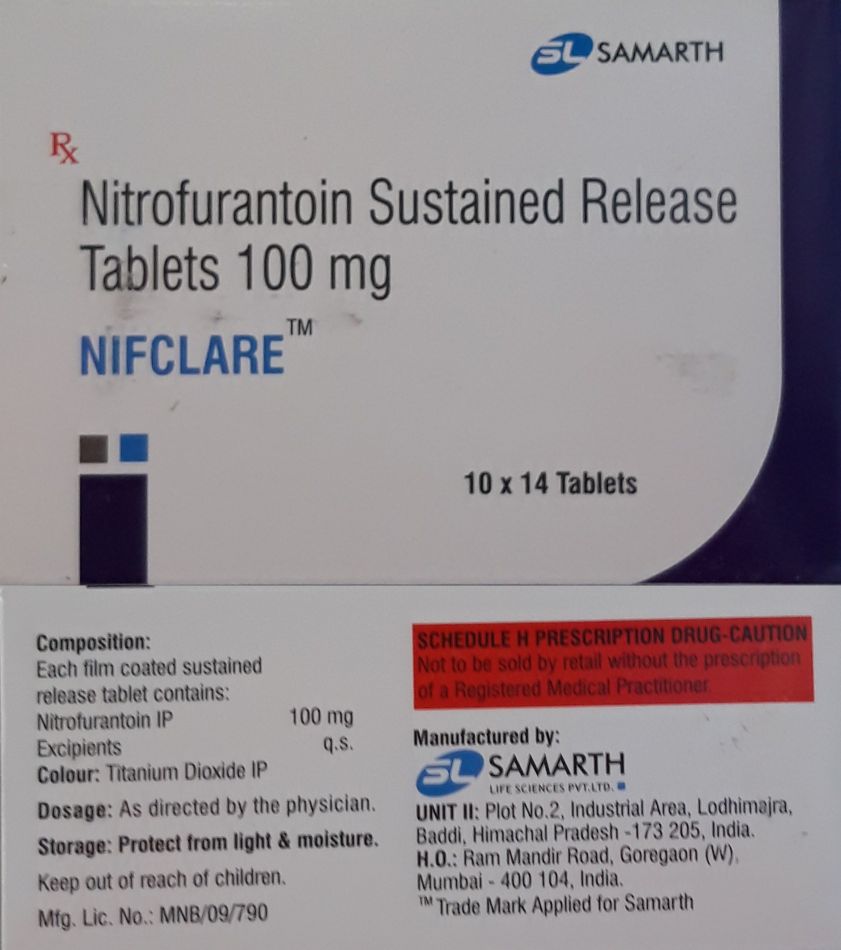 SL SAMARTH
Rx
Nitrofurantoin Sustained Release
Tablets 100 mg
NIFCLARE™
10 x 14 Tablets
Composition:
Each film coated sustained
release tablet contains:
Nitrofurantoin IP 100 mg
Excipients q.s.
Colour: Titanium Dioxide IP
Dosage: As directed by the physician.
Storage: Protect from light & moisture.
Keep out of reach of children.
Mfg. Lic. No.: MNB/09/790
SCHEDULE H PRESCRIPTION DRUG-CAUTION
Not to be sold by retail without the prescription
of a Registered Medical Practitioner.
Manufactured by:
SL SAMARTH
LIFE SCIENCES PVT.LTD.
UNIT II: Plot No.2, Industrial Area, Lodhimajra,
Baddi, Himachal Pradesh -173 205, India.
H.O.: Ram Mandir Road, Goregaon (W),
Mumbai - 400 104, India.
™ Trade Mark Applied for Samarth